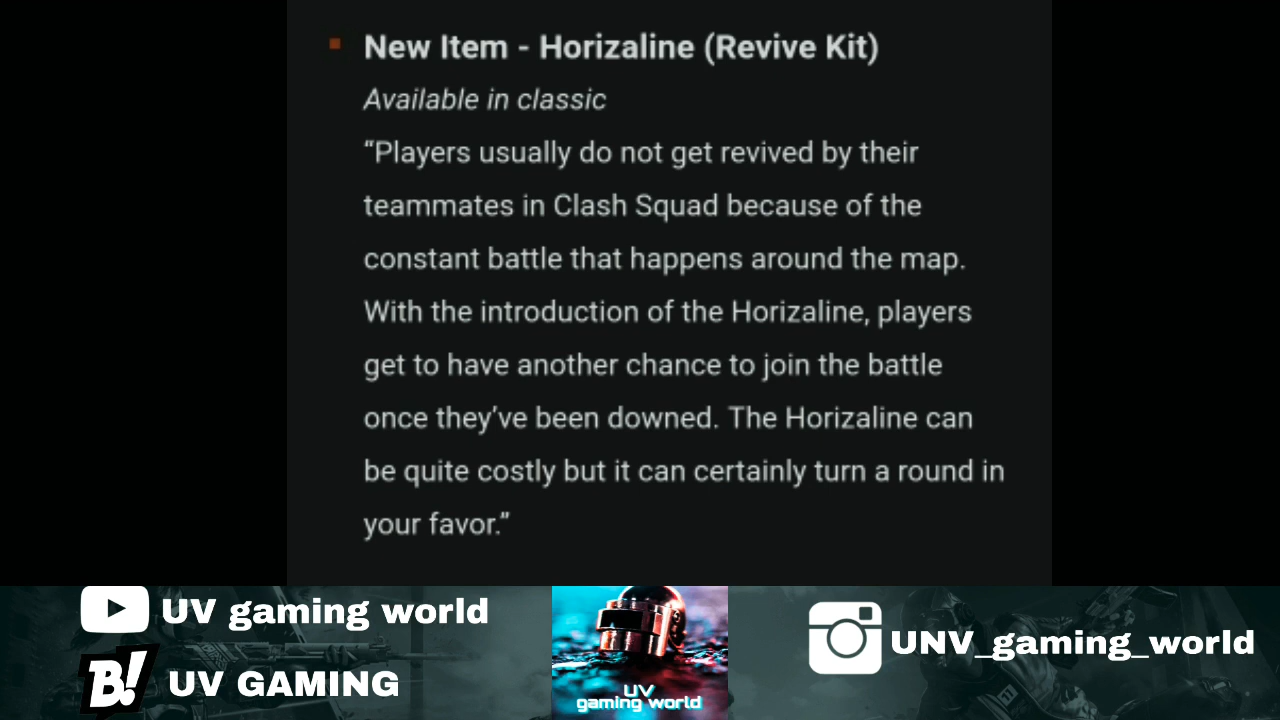 New Item - Horizaline (Revive Kit)
Available in classic
“Players usually do not get revived by their
teammates in Clash Squad because of the
constant battle that happens around the map.
With the introduction of the Horizaline, players
get to have another chance to join the battle
once they’ve been downed. The Horizaline can
be quite costly but it can certainly turn a round in
your favor.”
UV gaming world
B! UV GAMING
UV
gaming world
UNV_gaming_world